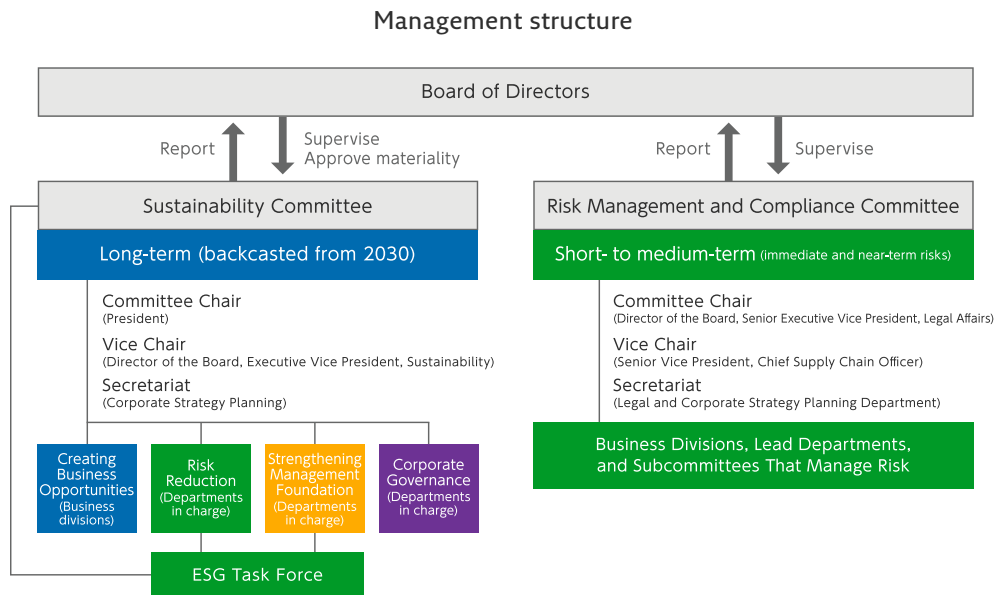 Management structure
Board of Directors
Report
Supervise
Approve materiality
Report
Supervise
Sustainability Committee
Long-term (backcasted from 2030)
Committee Chair
(President)
Vice Chair
(Director of the Board, Executive Vice President, Sustainability)
Secretariat
(Corporate Strategy Planning)
Creating
Business
Opportunities
(Business
divisions)
Risk
Reduction
(Departments
in charge)
Strengthening
Management
Foundation
(Departments
in charge)
Corporate
Governance
(Departments
in charge)
ESG Task Force
Risk Management and Compliance Committee
Short- to medium-term (immediate and near-term risks)
Committee Chair
(Director of the Board, Senior Executive Vice President, Legal Affairs)
Vice Chair
(Senior Vice President, Chief Supply Chain Officer)
Secretariat
(Legal and Corporate Strategy Planning Department)
Business Divisions, Lead Departments,
and Subcommittees That Manage Risk